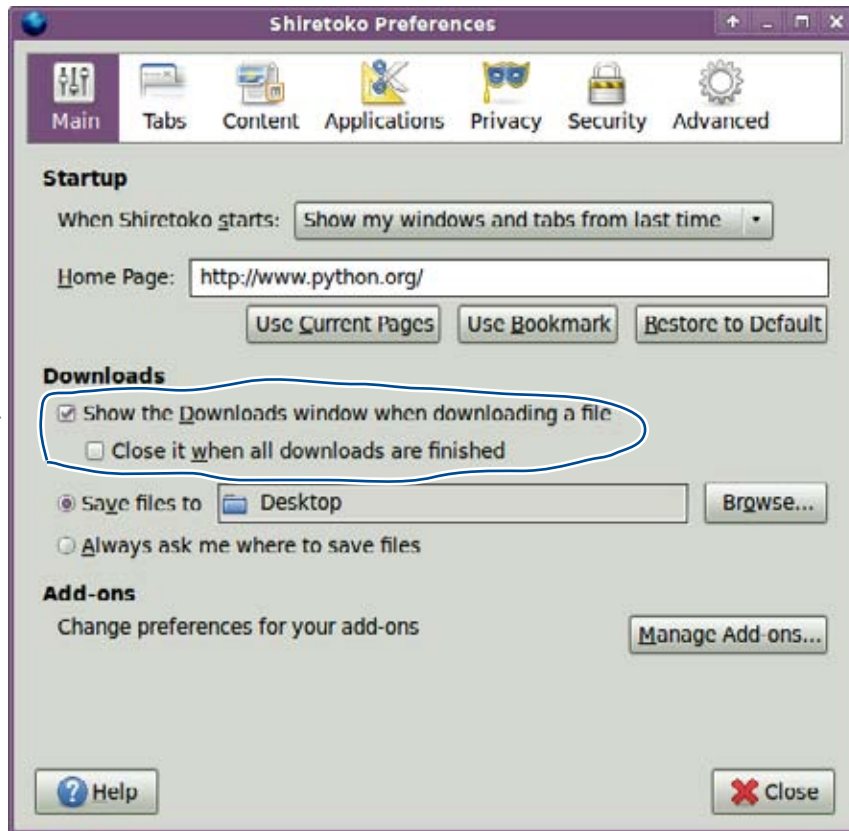 Shiretoko Preferences
Main Tabs Content Applications Privacy Security Advanced
Startup
When Shiretoko starts: Show my windows and tabs from last time
Home Page: http://www.python.org/
Use Current Pages Use Bookmark Restore to Default
Downloads
Show the Downloads window when downloading a file
Close it when all downloads are finished
Save files to Desktop Browse...
Always ask me where to save files
Add-ons
Change preferences for your add-ons
Manage Add-ons...
Help Close